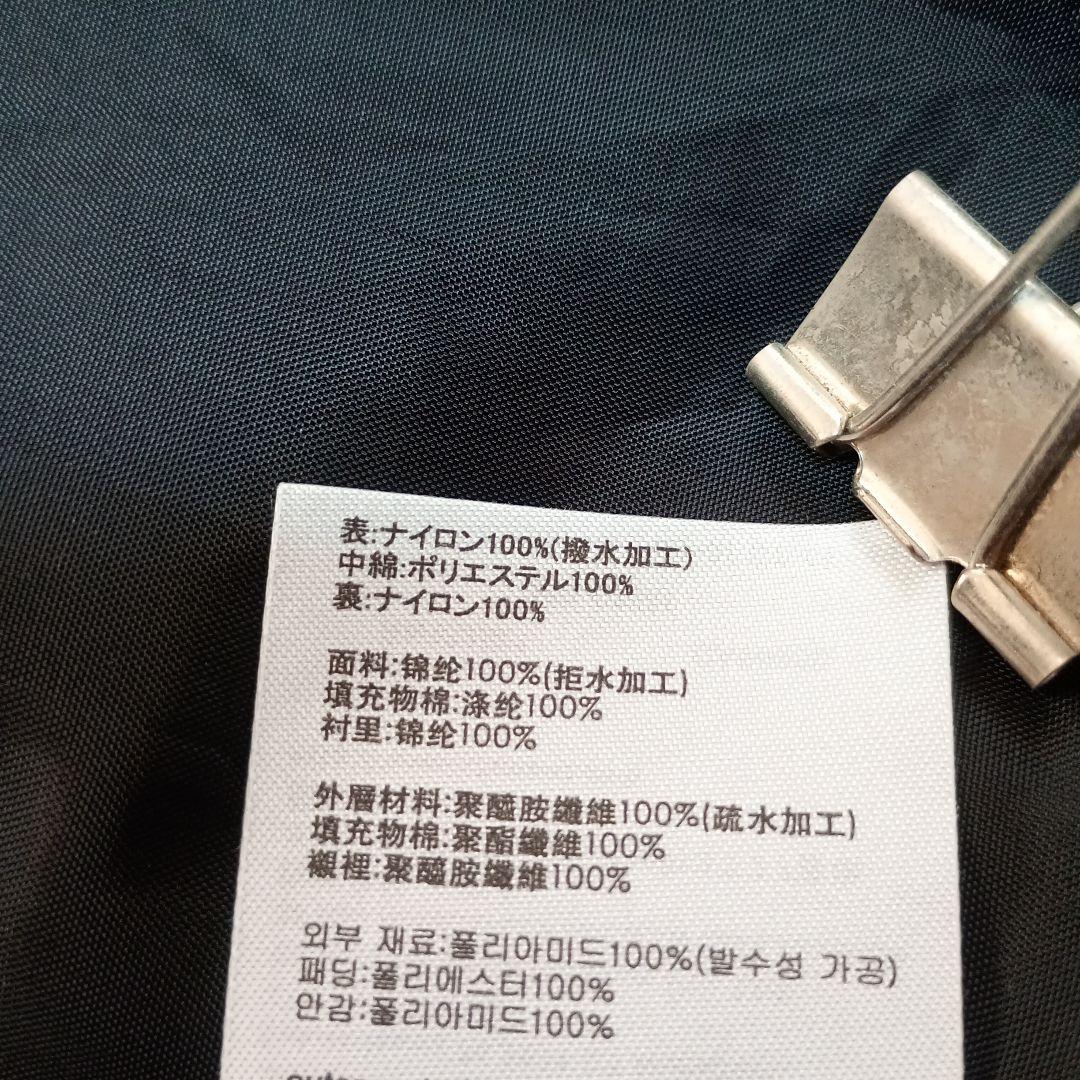 表:ナイロン100%(撥水加工)
中綿:ポリエステル100%
裏:ナイロン100%
面料:锦纶100%(拒水加工)
填充物棉:涤纶100%
衬里:锦纶100%
外層材料:聚醯胺纖維100%(疏水加工)
填充物棉:聚酯纖維100%
襯裡:聚醯胺纖維100%
외부 재료:폴리아미드100%(발수성 가공)
패딩:폴리에스터100%
안감:폴리아미드100%